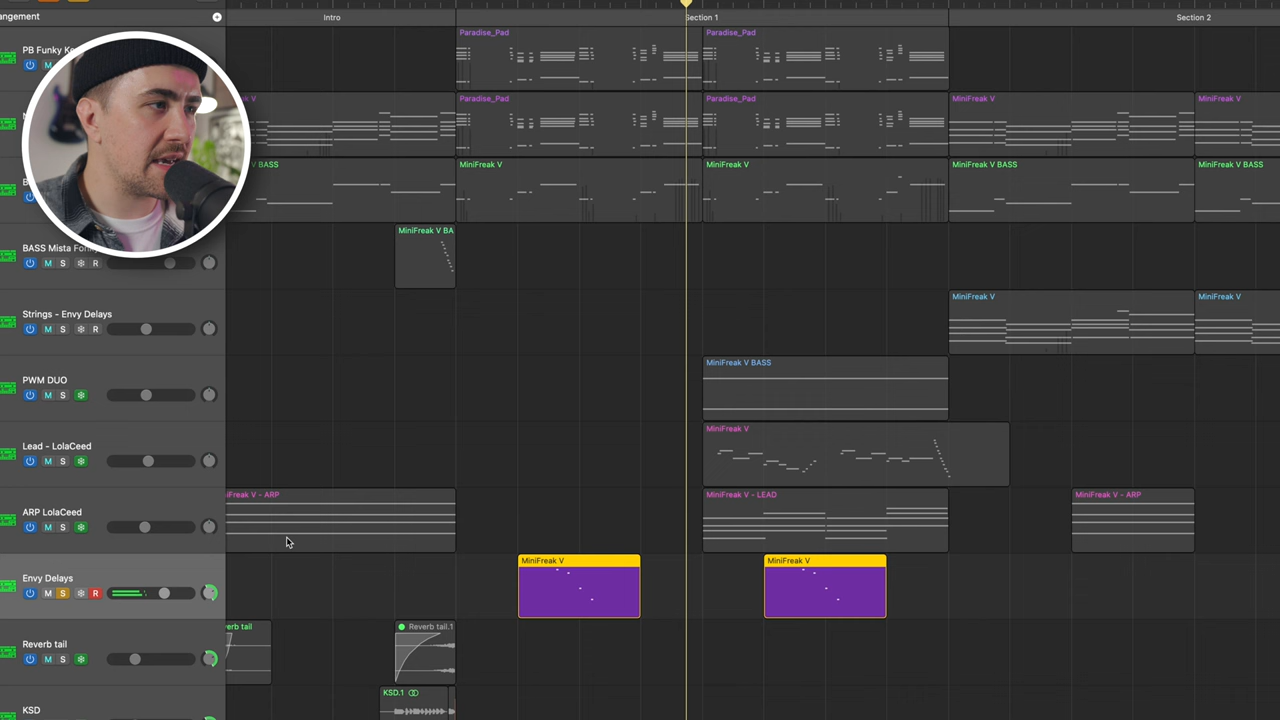 angement
Intro
Section 1
Section 2
PB Funky Ke
Paradise_Pad
Paradise_Pad
V
Paradise_Pad
Paradise_Pad
MiniFreak V
MiniFreak V
V BASS
MiniFreak V
MiniFreak V
MiniFreak V BASS
MiniFreak V BASS
BASS Mista Fon
M S R
MiniFreak V BA
Strings - Envy Delays
M S R
MiniFreak V
MiniFreak V
PWM DUO
M S
MiniFreak V BASS
Lead - LolaCeed
M S
MiniFreak V
ARP LolaCeed
M S
iFreak V - ARP
MiniFreak V - LEAD
MiniFreak V - ARP
Envy Delays
M S R
MiniFreak V
MiniFreak V
Reverb tail
M S
erb tail
Reverb tail.1
KSD
KSD.1